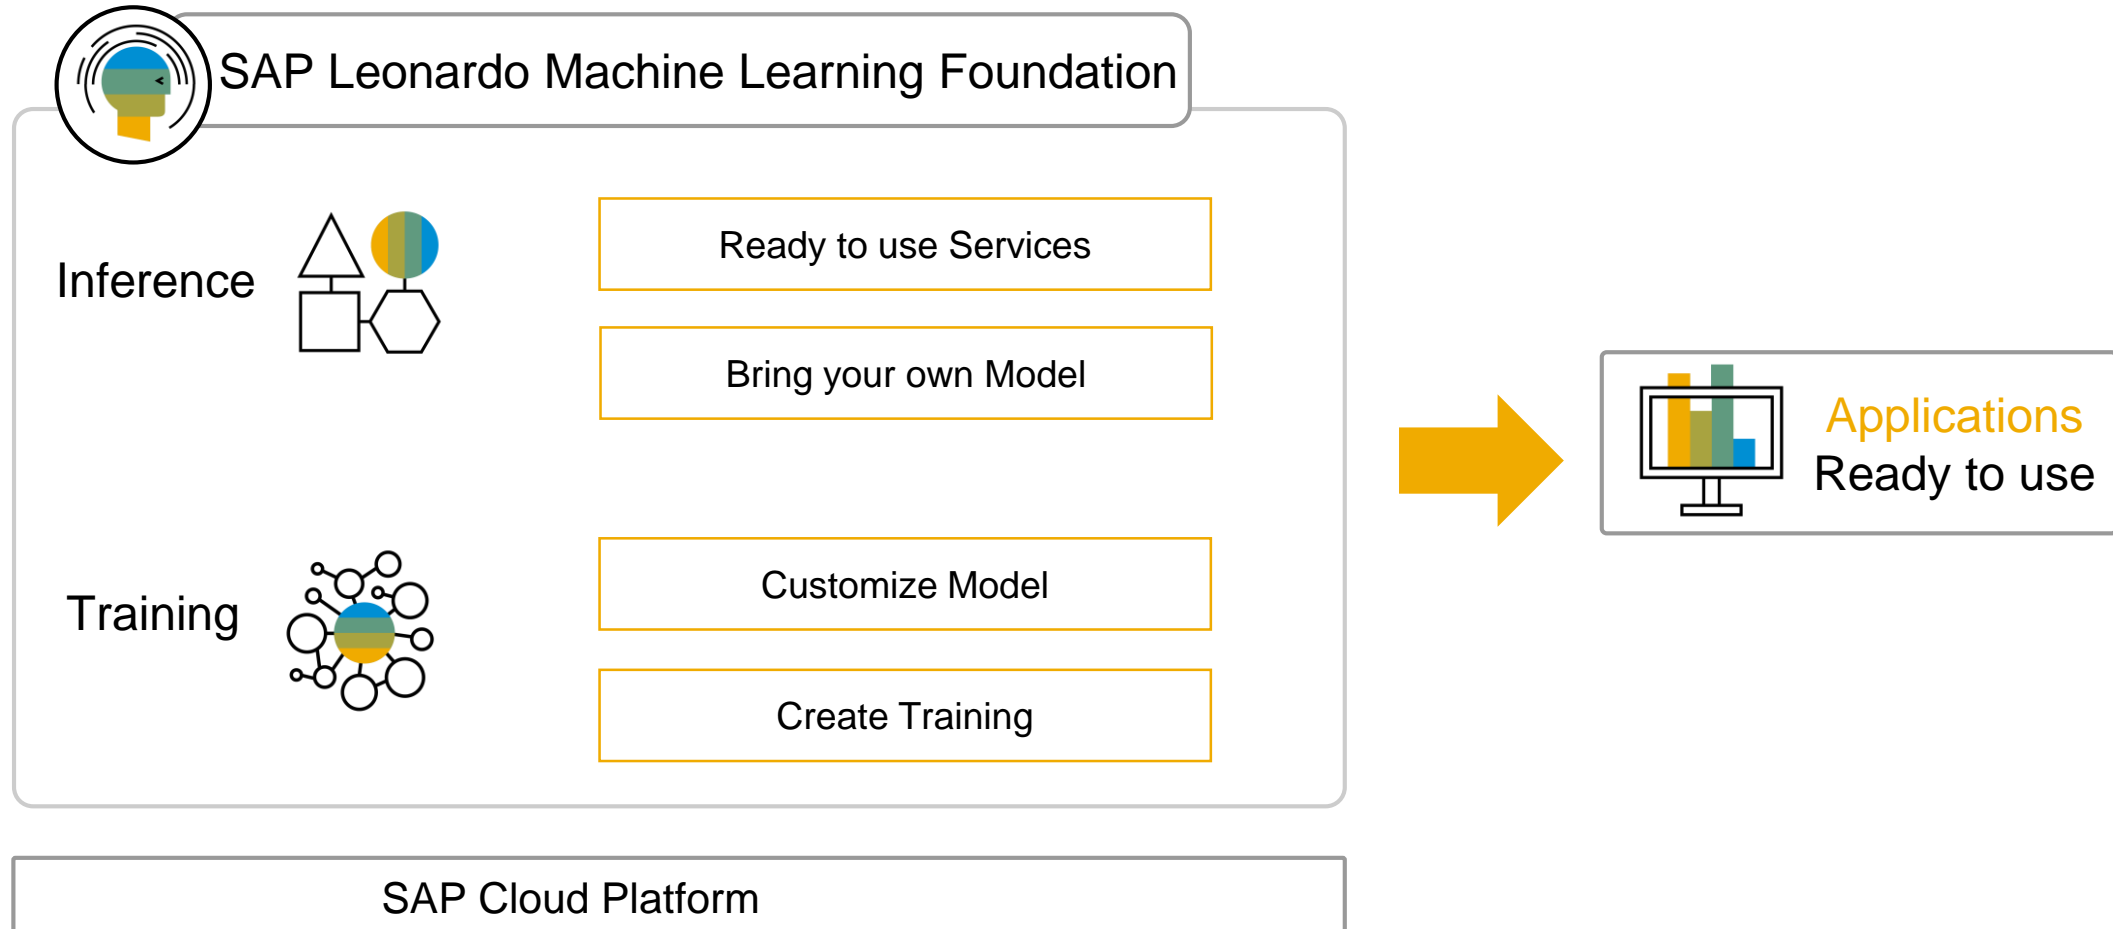 SAP Leonardo Machine Learning Foundation
Inference
Ready to use Services
Bring your own Model
Training
Customize Model
Create Training
Applications
Ready to use
SAP Cloud Platform